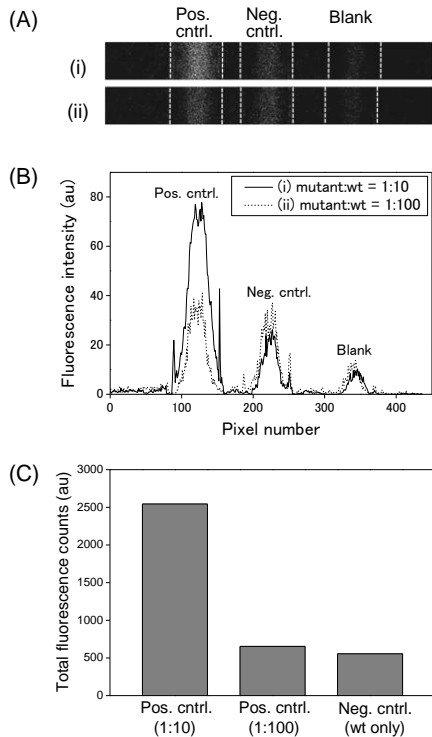 (A)
Pos. cntrl.
Neg. cntrl.
Blank
(i)
(ii)
(B)
Fluorescence intensity (au)
80
60
40
20
0
Pos. cntrl.
Neg. cntrl.
Blank
(i) mutant:wt = 1:10
(ii) mutant:wt = 1:100
0 100 200 300 400
Pixel number
(C)
Total fluorescence counts (au)
3000
2500
2000
1500
1000
500
0
Pos. cntrl. (1:10)
Pos. cntrl. (1:100)
Neg. cntrl. (wt only)